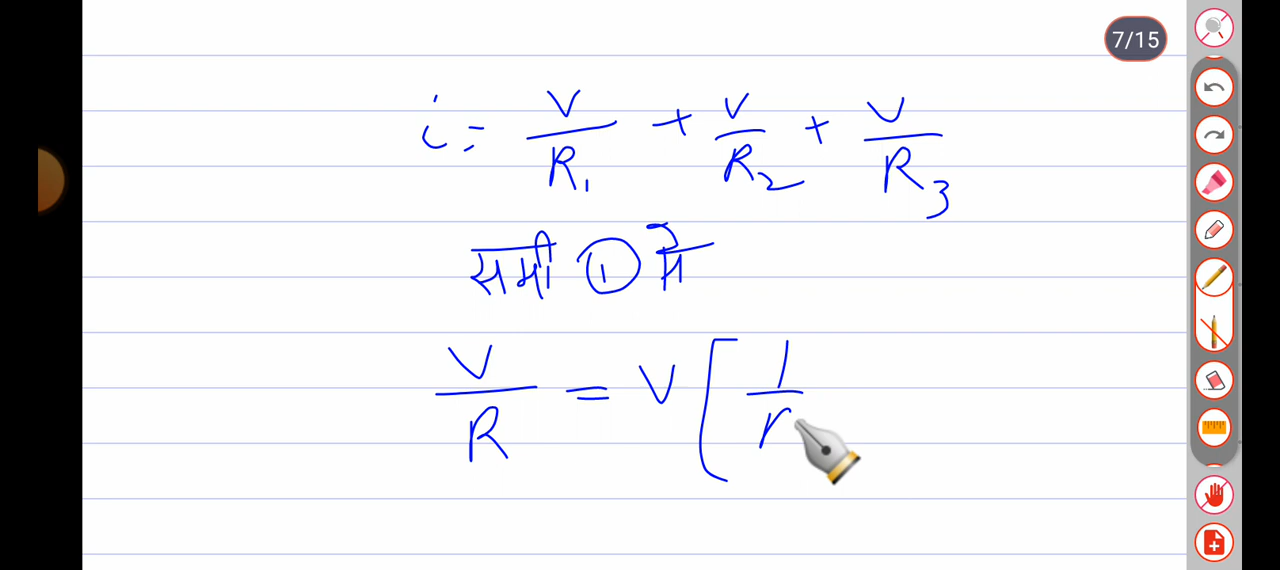 7/15
i = V/R₁ + V/R₂ + V/R₃
समी ① से
V/R = V [ 1/r